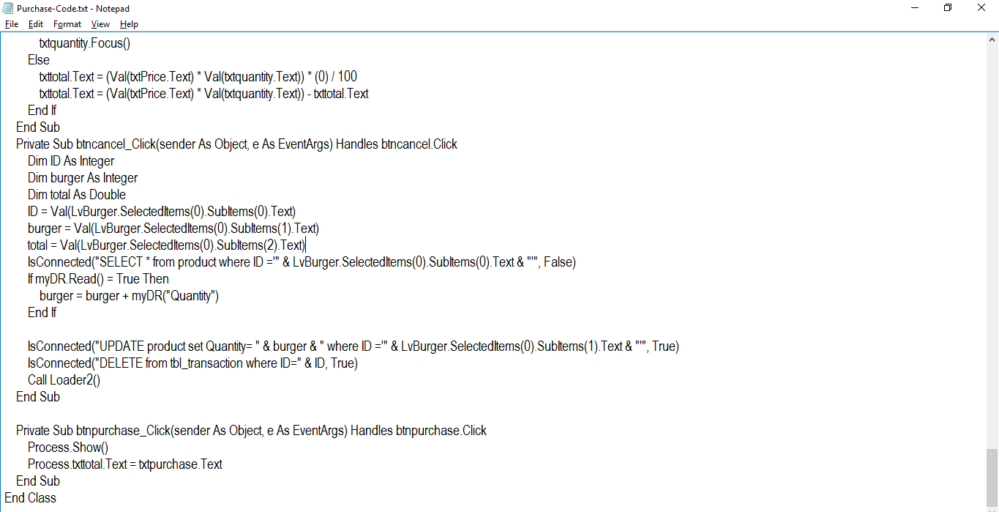 Purchase-Code.txt - Notepad
File Edit Format View Help
txtquantity.Focus()
Else
txttotal.Text = (Val(txtPrice.Text) * Val(txtquantity.Text)) * (0) / 100
txttotal.Text = (Val(txtPrice.Text) * Val(txtquantity.Text)) - txttotal.Text
End If
End Sub
Private Sub btncancel_Click(sender As Object, e As EventArgs) Handles btncancel.Click
Dim ID As Integer
Dim burger As Integer
Dim total As Double
ID = Val(LvBurger.SelectedItems(0).SubItems(0).Text)
burger = Val(LvBurger.SelectedItems(0).SubItems(1).Text)
total = Val(LvBurger.SelectedItems(0).SubItems(2).Text)
IsConnected("SELECT * from product where ID ='" & LvBurger.SelectedItems(0).SubItems(0).Text & "'", False)
If myDR.Read() = True Then
burger = burger + myDR("Quantity")
End If
IsConnected("UPDATE product set Quantity= " & burger & " where ID ='" & LvBurger.SelectedItems(0).SubItems(1).Text & "'", True)
IsConnected("DELETE from tbl_transaction where ID=" & ID, True)
Call Loader2()
End Sub
Private Sub btnpurchase_Click(sender As Object, e As EventArgs) Handles btnpurchase.Click
Process.Show()
Process.txttotal.Text = txtpurchase.Text
End Sub
End Class